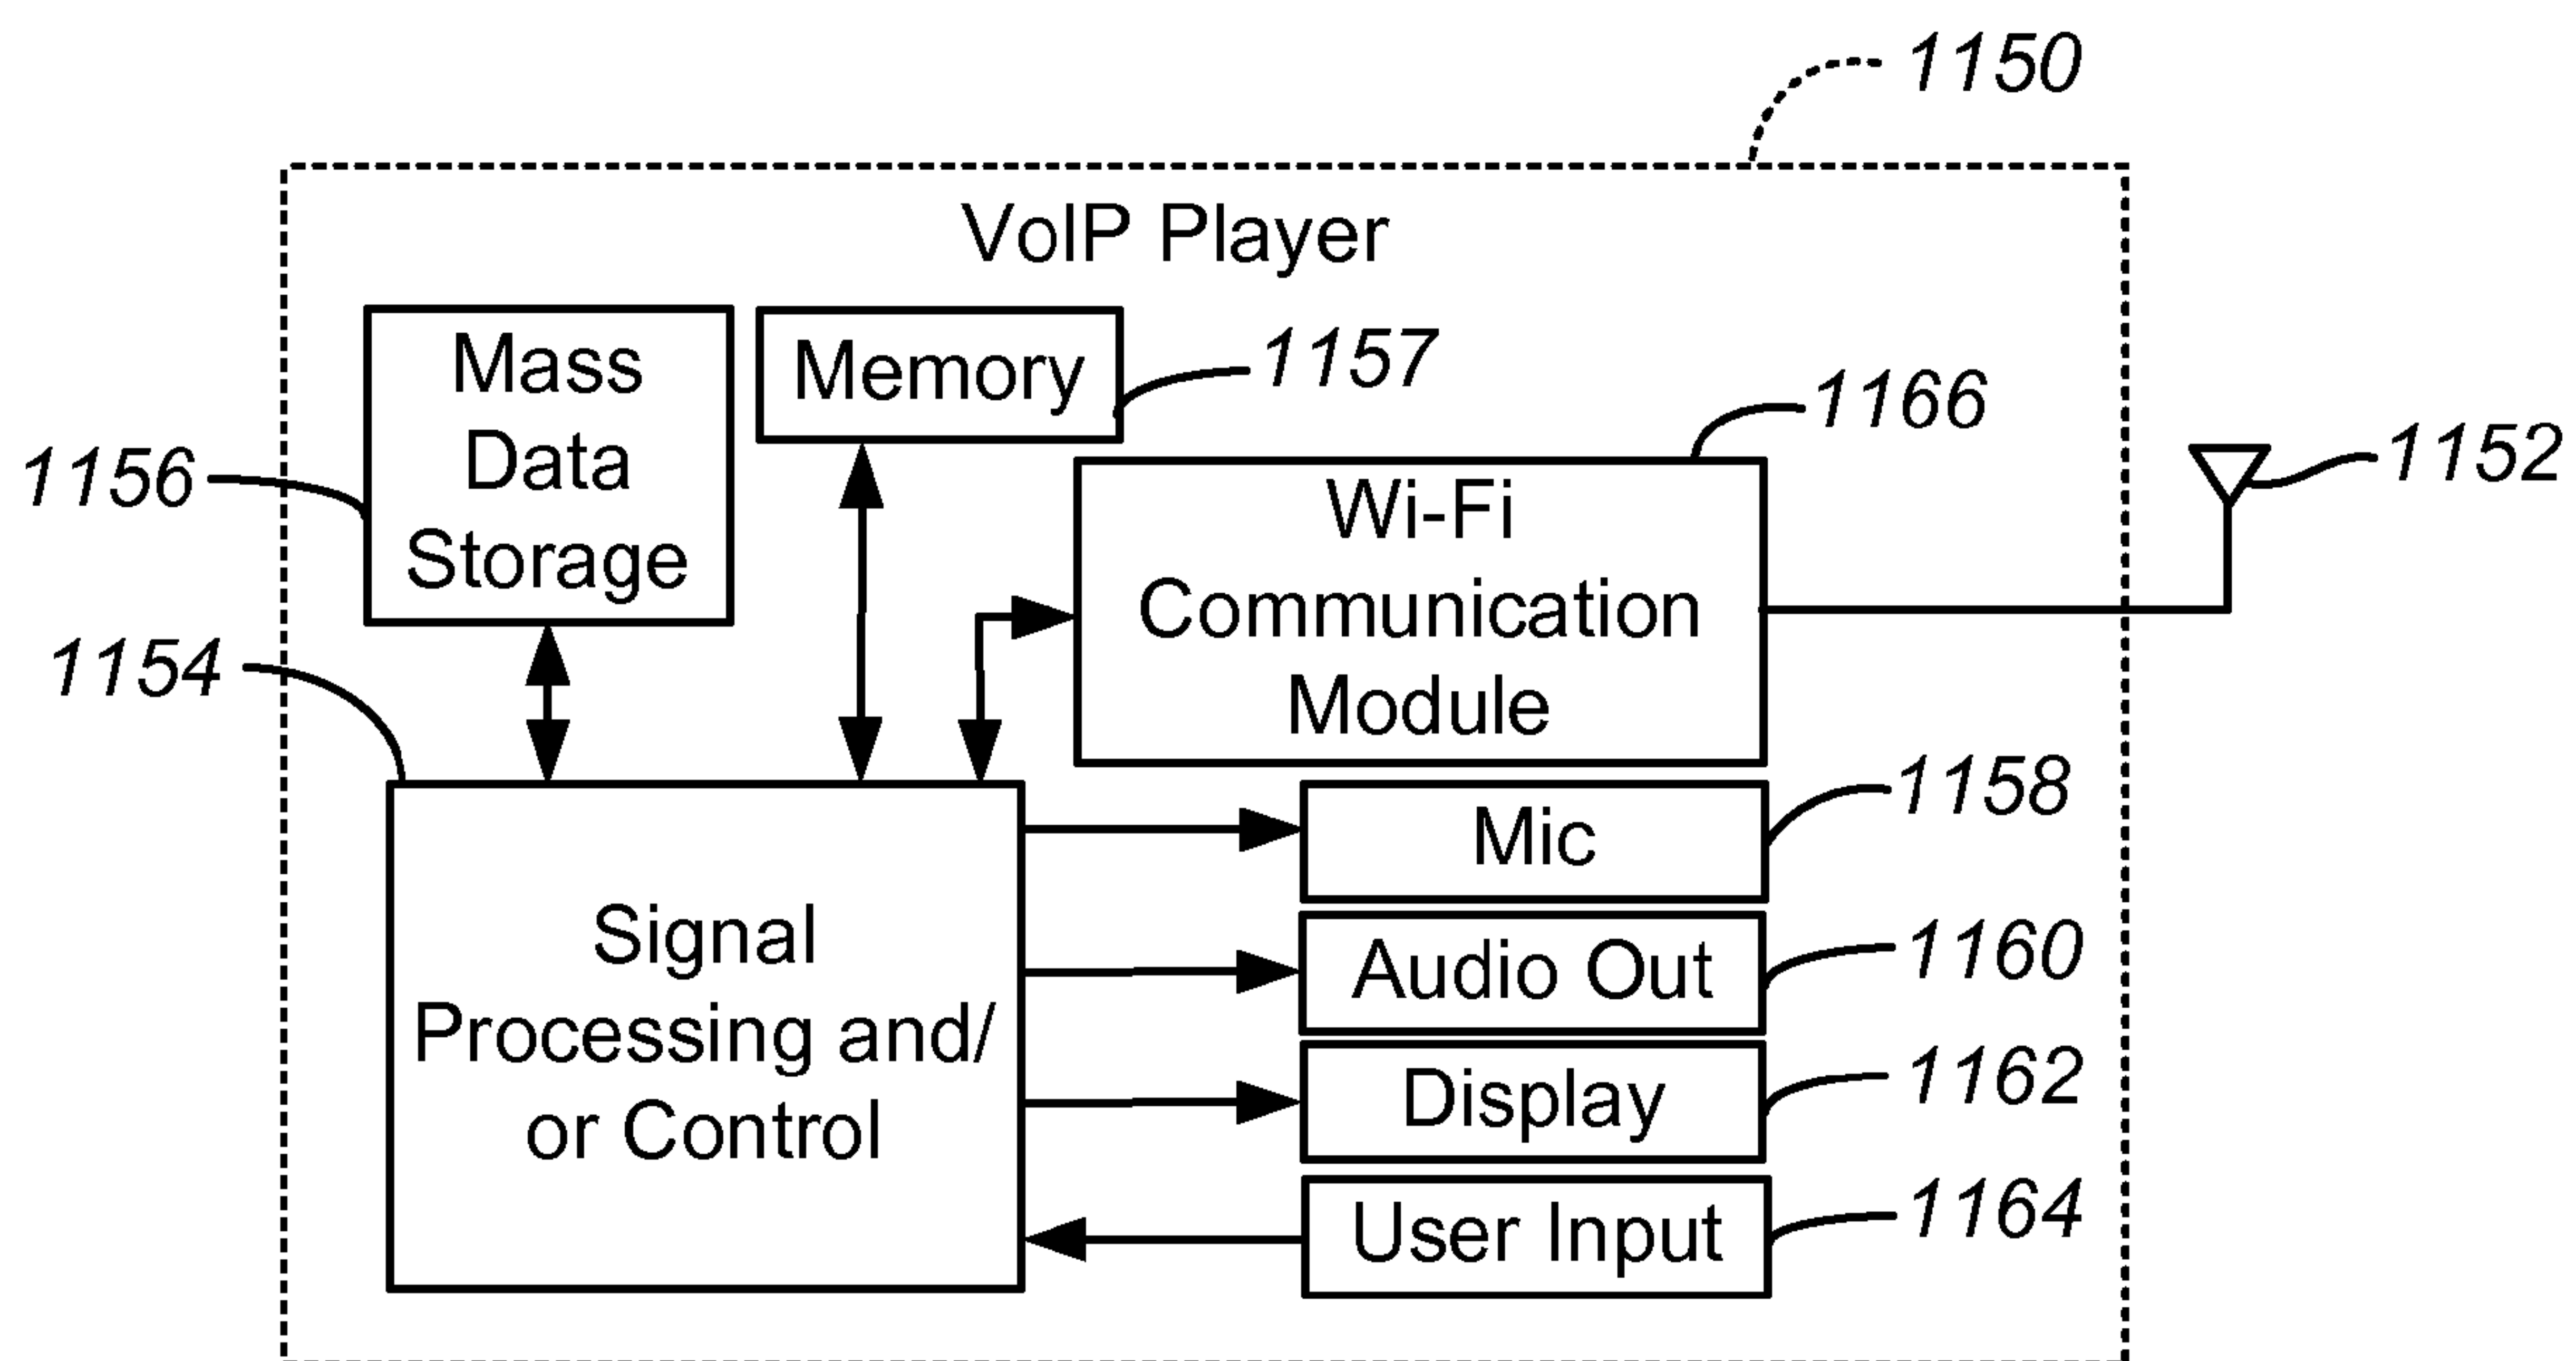 1150
VoIP Player
Mass
Data
Storage
Memory
1157
1166
1156
Wi-Fi
Communication
Module
1152
1154
1158
Mic
Signal
Processing and/
or Control
Audio Out
1160
Display
1162
User Input
1164